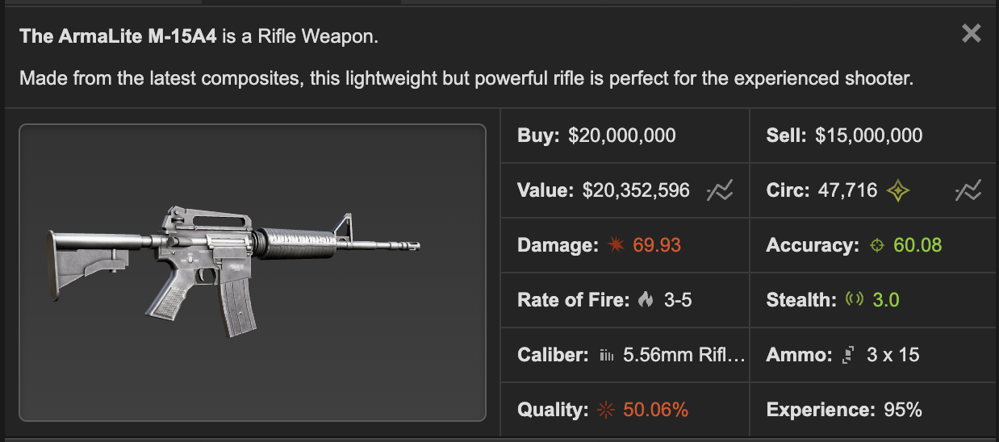 The ArmaLite M-15A4 is a Rifle Weapon.
Made from the latest composites, this lightweight but powerful rifle is perfect for the experienced shooter.
Buy: $20,000,000
Sell: $15,000,000
Value: $20,352,596
Circ: 47,716
Damage: 69.93
Accuracy: 60.08
Rate of Fire: 3-5
Stealth: 3.0
Caliber: 5.56mm Rifl...
Ammo: 3 x 15
Quality: 50.06%
Experience: 95%